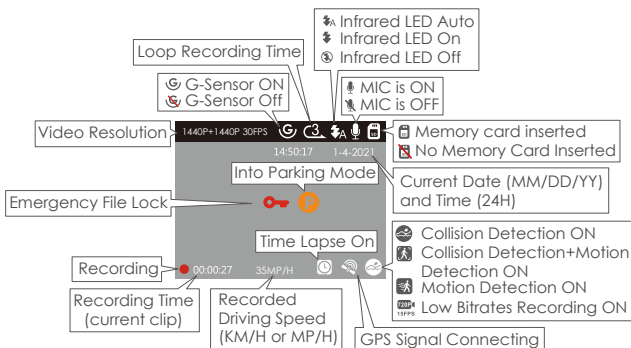 Infrared LED Auto
Infrared LED On
Infrared LED Off
Loop Recording Time
G-Sensor ON
G-Sensor Off
MIC is ON
MIC is OFF
Video Resolution
1440P+1440P 30FPS
G
3
A
Memory card inserted
No Memory Card Inserted
14:50:17
1-4-2021
Into Parking Mode
Current Date (MM/DD/YY)
and Time (24H)
Emergency File Lock
P
Time Lapse On
Collision Detection ON
Collision Detection+Motion
Detection ON
Motion Detection ON
720P
15FPS
Low Bitrates Recording ON
Recording
00:00:27
35MP/H
Recording Time
(current clip)
Recorded
Driving Speed
(KM/H or MP/H)
GPS Signal Connecting